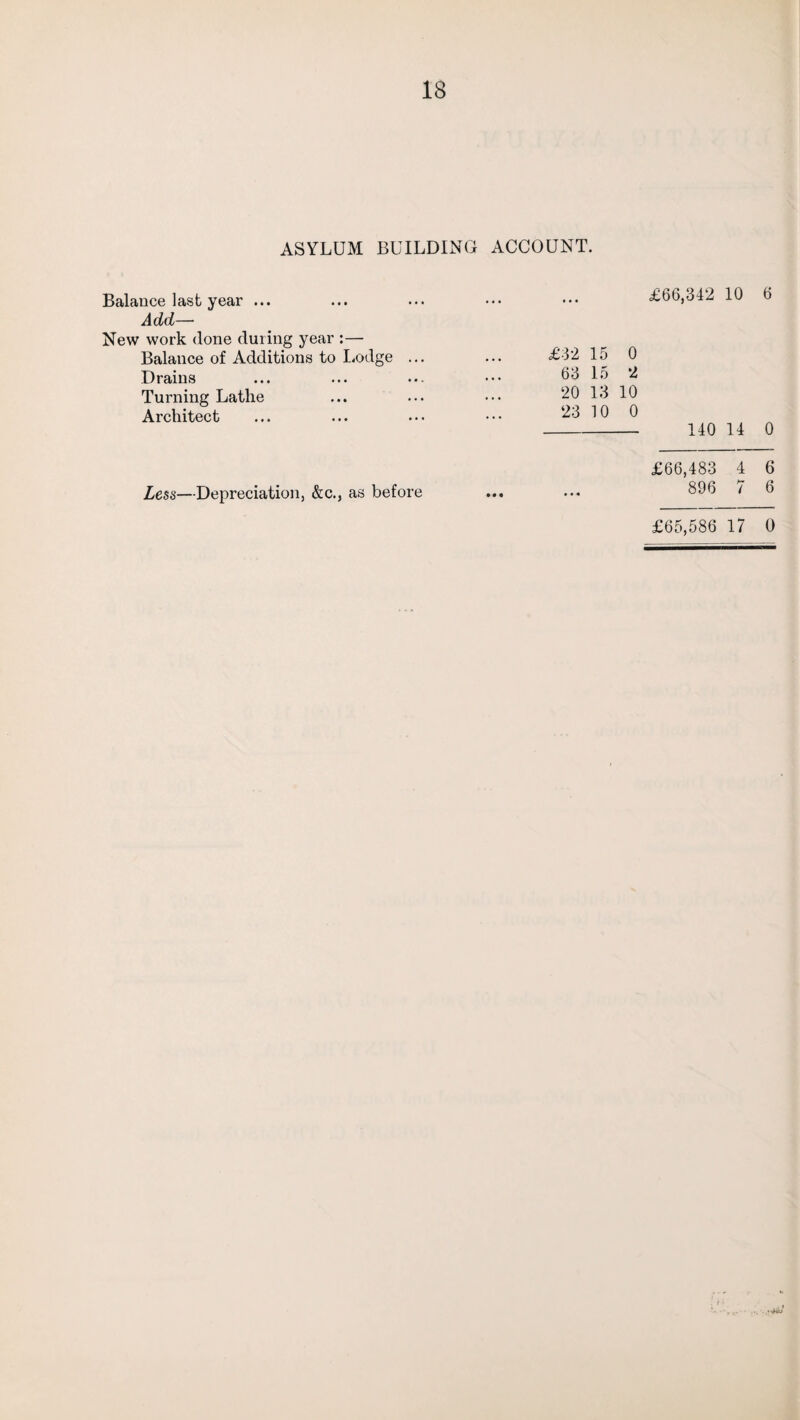 18
ASYLUM BUILDING ACCOUNT.
Balance last year ... ... ... ... ... £66,342 10 6
Add—
New work done during year :—
Balance of Additions to Lodge ... ... £32 15 0
Drains ... ... ... ... 63 15 2
Turning Lathe ... ... ... 20 13 10
Architect ... ... ... ... 23 10 0
140 14 0
£66,483 4 6
Less—Depreciation, &c., as before ... ... 896 7 6
£65,586 17 0